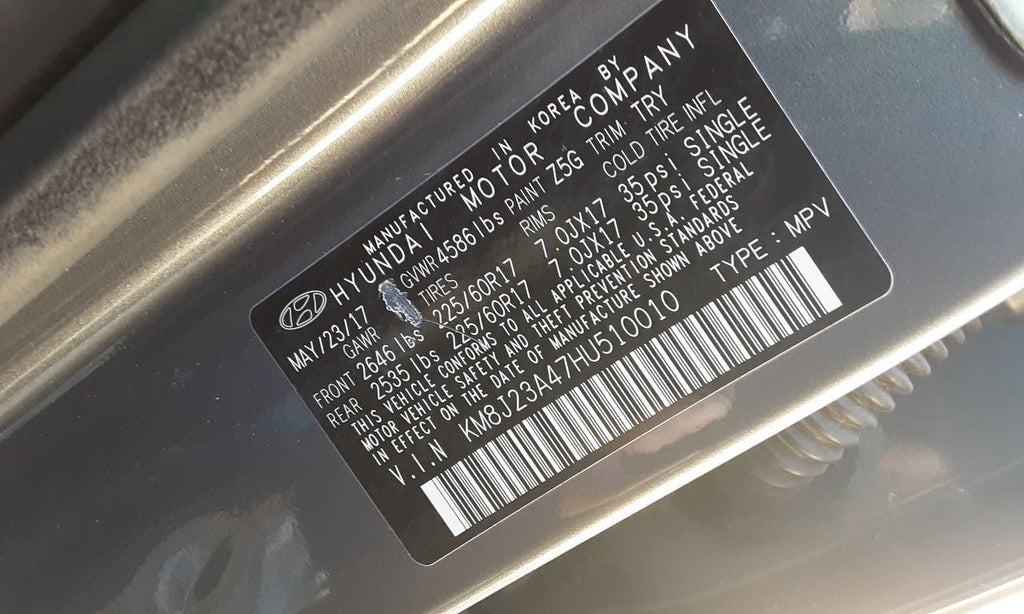 MANUFACTURED IN KOREA BY
HYUNDAI MOTOR COMPANY
MAY/23/17 GVWR 4586 lbs PAINT Z5G TRIM TRY
GAWR TIRES RIMS COLD TIRE INFL
FRONT 2646 lbs 225/60R17 7.0JX17 35psi SINGLE
REAR 2535 lbs 225/60R17 7.0JX17 35psi SINGLE
THIS VEHICLE CONFORMS TO ALL APPLICABLE U.S.A. FEDERAL
MOTOR VEHICLE SAFETY AND THEFT PREVENTION STANDARDS
IN EFFECT ON THE DATE OF MANUFACTURE SHOWN ABOVE
V.I.N KM8J23A47HU510010 TYPE : MPV